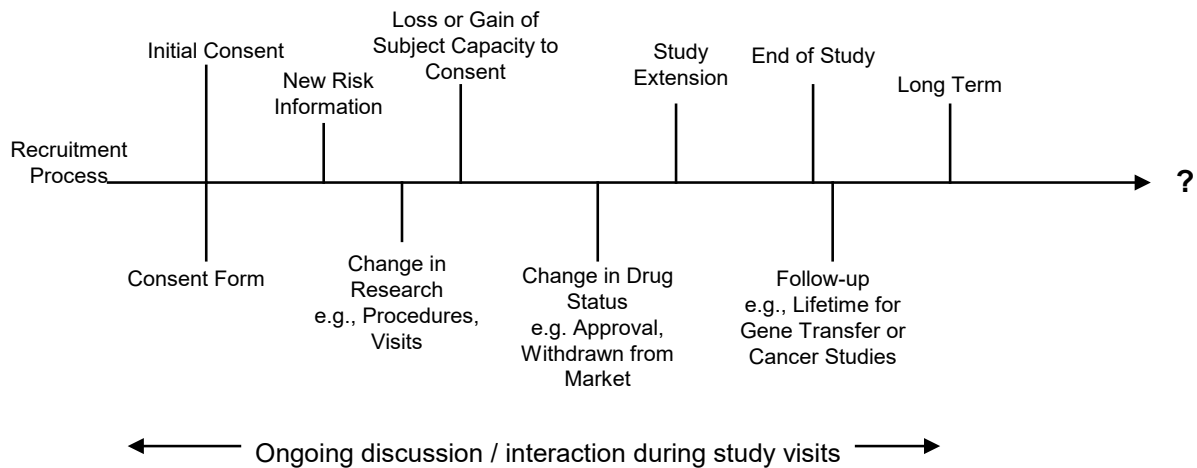 Initial Consent
New Risk
Information
Loss or Gain of
Subject Capacity to
Consent
Study
Extension
End of Study
Long Term
Recruitment
Process
?
Consent Form
Change in
Research
e.g., Procedures,
Visits
Change in Drug
Status
e.g. Approval,
Withdrawn from
Market
Follow-up
e.g., Lifetime for
Gene Transfer or
Cancer Studies
Ongoing discussion / interaction during study visits